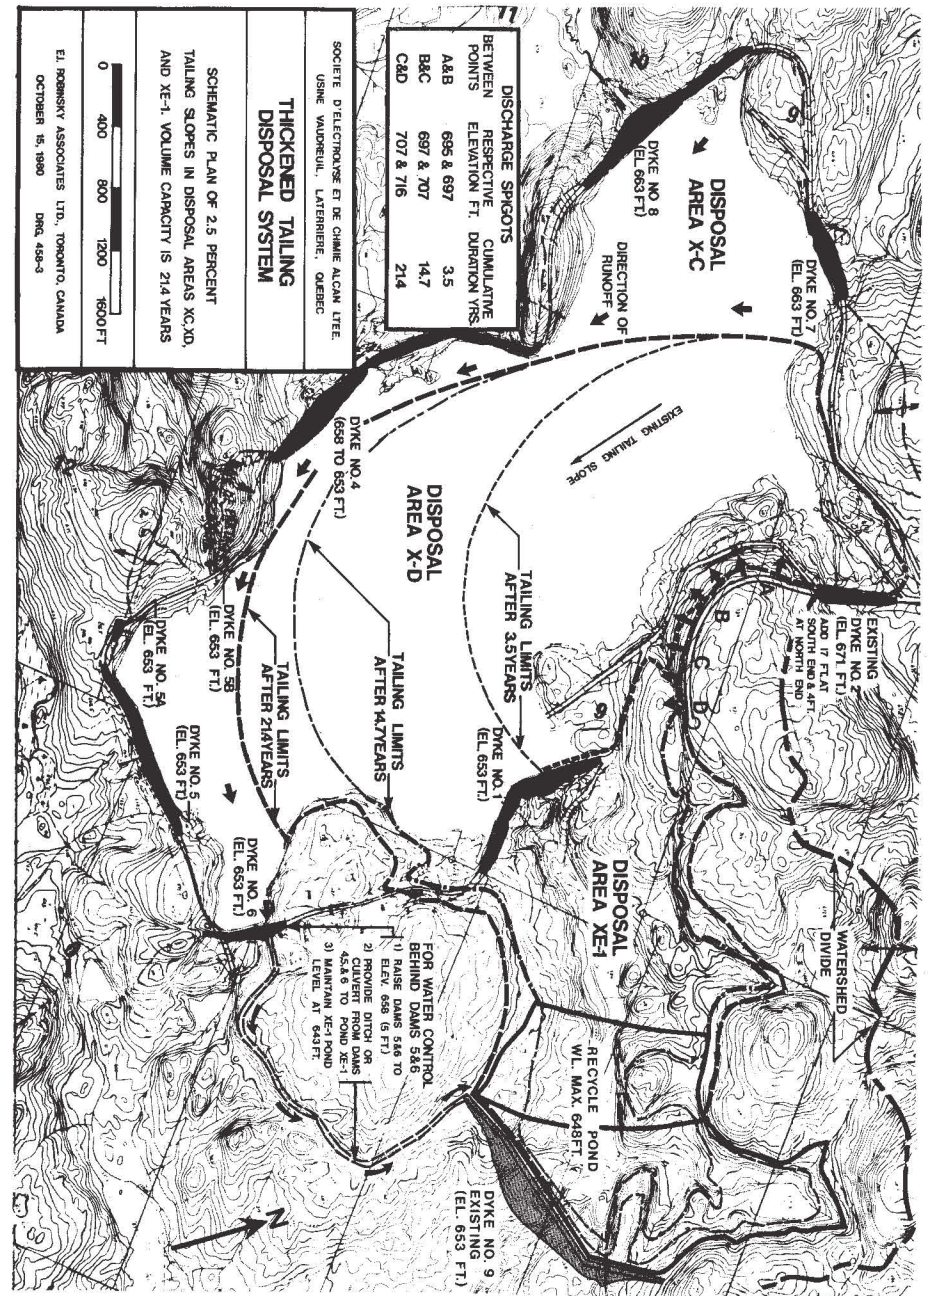 DISCHARGE SPIGOTS
BETWEEN POINTS
RESPECTIVE ELEVATION FT.
CUMULATIVE DURATION YRS.
A&B 695 & 697 3.5
B&C 697 & 707 14.7
C&D 707 & 716 21.4
SOCIETE D'ELECTROLYSE ET DE CHIMIE ALCAN LTEE.
USINE VAUDREUIL, LATERRIERE, QUEBEC
THICKENED TAILING
DISPOSAL SYSTEM
SCHEMATIC PLAN OF 2.5 PERCENT
TAILING SLOPES IN DISPOSAL AREAS XC,XD,
AND XE-1. VOLUME CAPACITY IS 21.4 YEARS
0 400 800 1200 1600FT
E.I. ROBINSKY ASSOCIATES LTD., TORONTO, CANADA
OCTOBER 15, 1980 DRG. 458-3
DYKE NO.7
(EL. 663 FT.)
DISPOSAL
AREA X-C
DYKE NO 8
(EL. 663 FT.)
DIRECTION OF
RUNOFF
EXISTING TAILING SLOPE
DYKE NO.4
(658 TO 653 FT.)
DISPOSAL
AREA X-D
TAILING LIMITS
AFTER 3.5 YEARS
TAILING LIMITS
AFTER 14.7 YEARS
TAILING LIMITS
AFTER 21.4 YEARS
EXISTING
DYKE NO. 2
(EL. 671 FT.)
ADD 17 FT. AT
SOUTH END & 4 FT.
AT NORTH END
A
B
C
D
DYKE NO. 1
(EL. 653 FT.)
DYKE NO. 5B
(EL. 653 FT.)
DYKE NO. 5A
(EL. 653 FT.)
DYKE NO. 5
(EL. 653 FT.)
DYKE NO. 6
(EL. 653 FT.)
DISPOSAL
AREA XE-1
WATERSHED
DIVIDE
FOR WATER CONTROL
BEHIND DAMS 5&6
1) RAISE DAMS 5&6 TO
ELEV. 658 (5 FT.)
2) PROVIDE DITCH OR
CULVERT FROM DAMS
4,5,& 6 TO POND XE-1
3) MAINTAIN XE-1 POND
LEVEL AT 643 FT.
RECYCLE POND
WL. MAX. 648FT.
DYKE NO 9
EXISTING
(EL. 653 FT.)
N